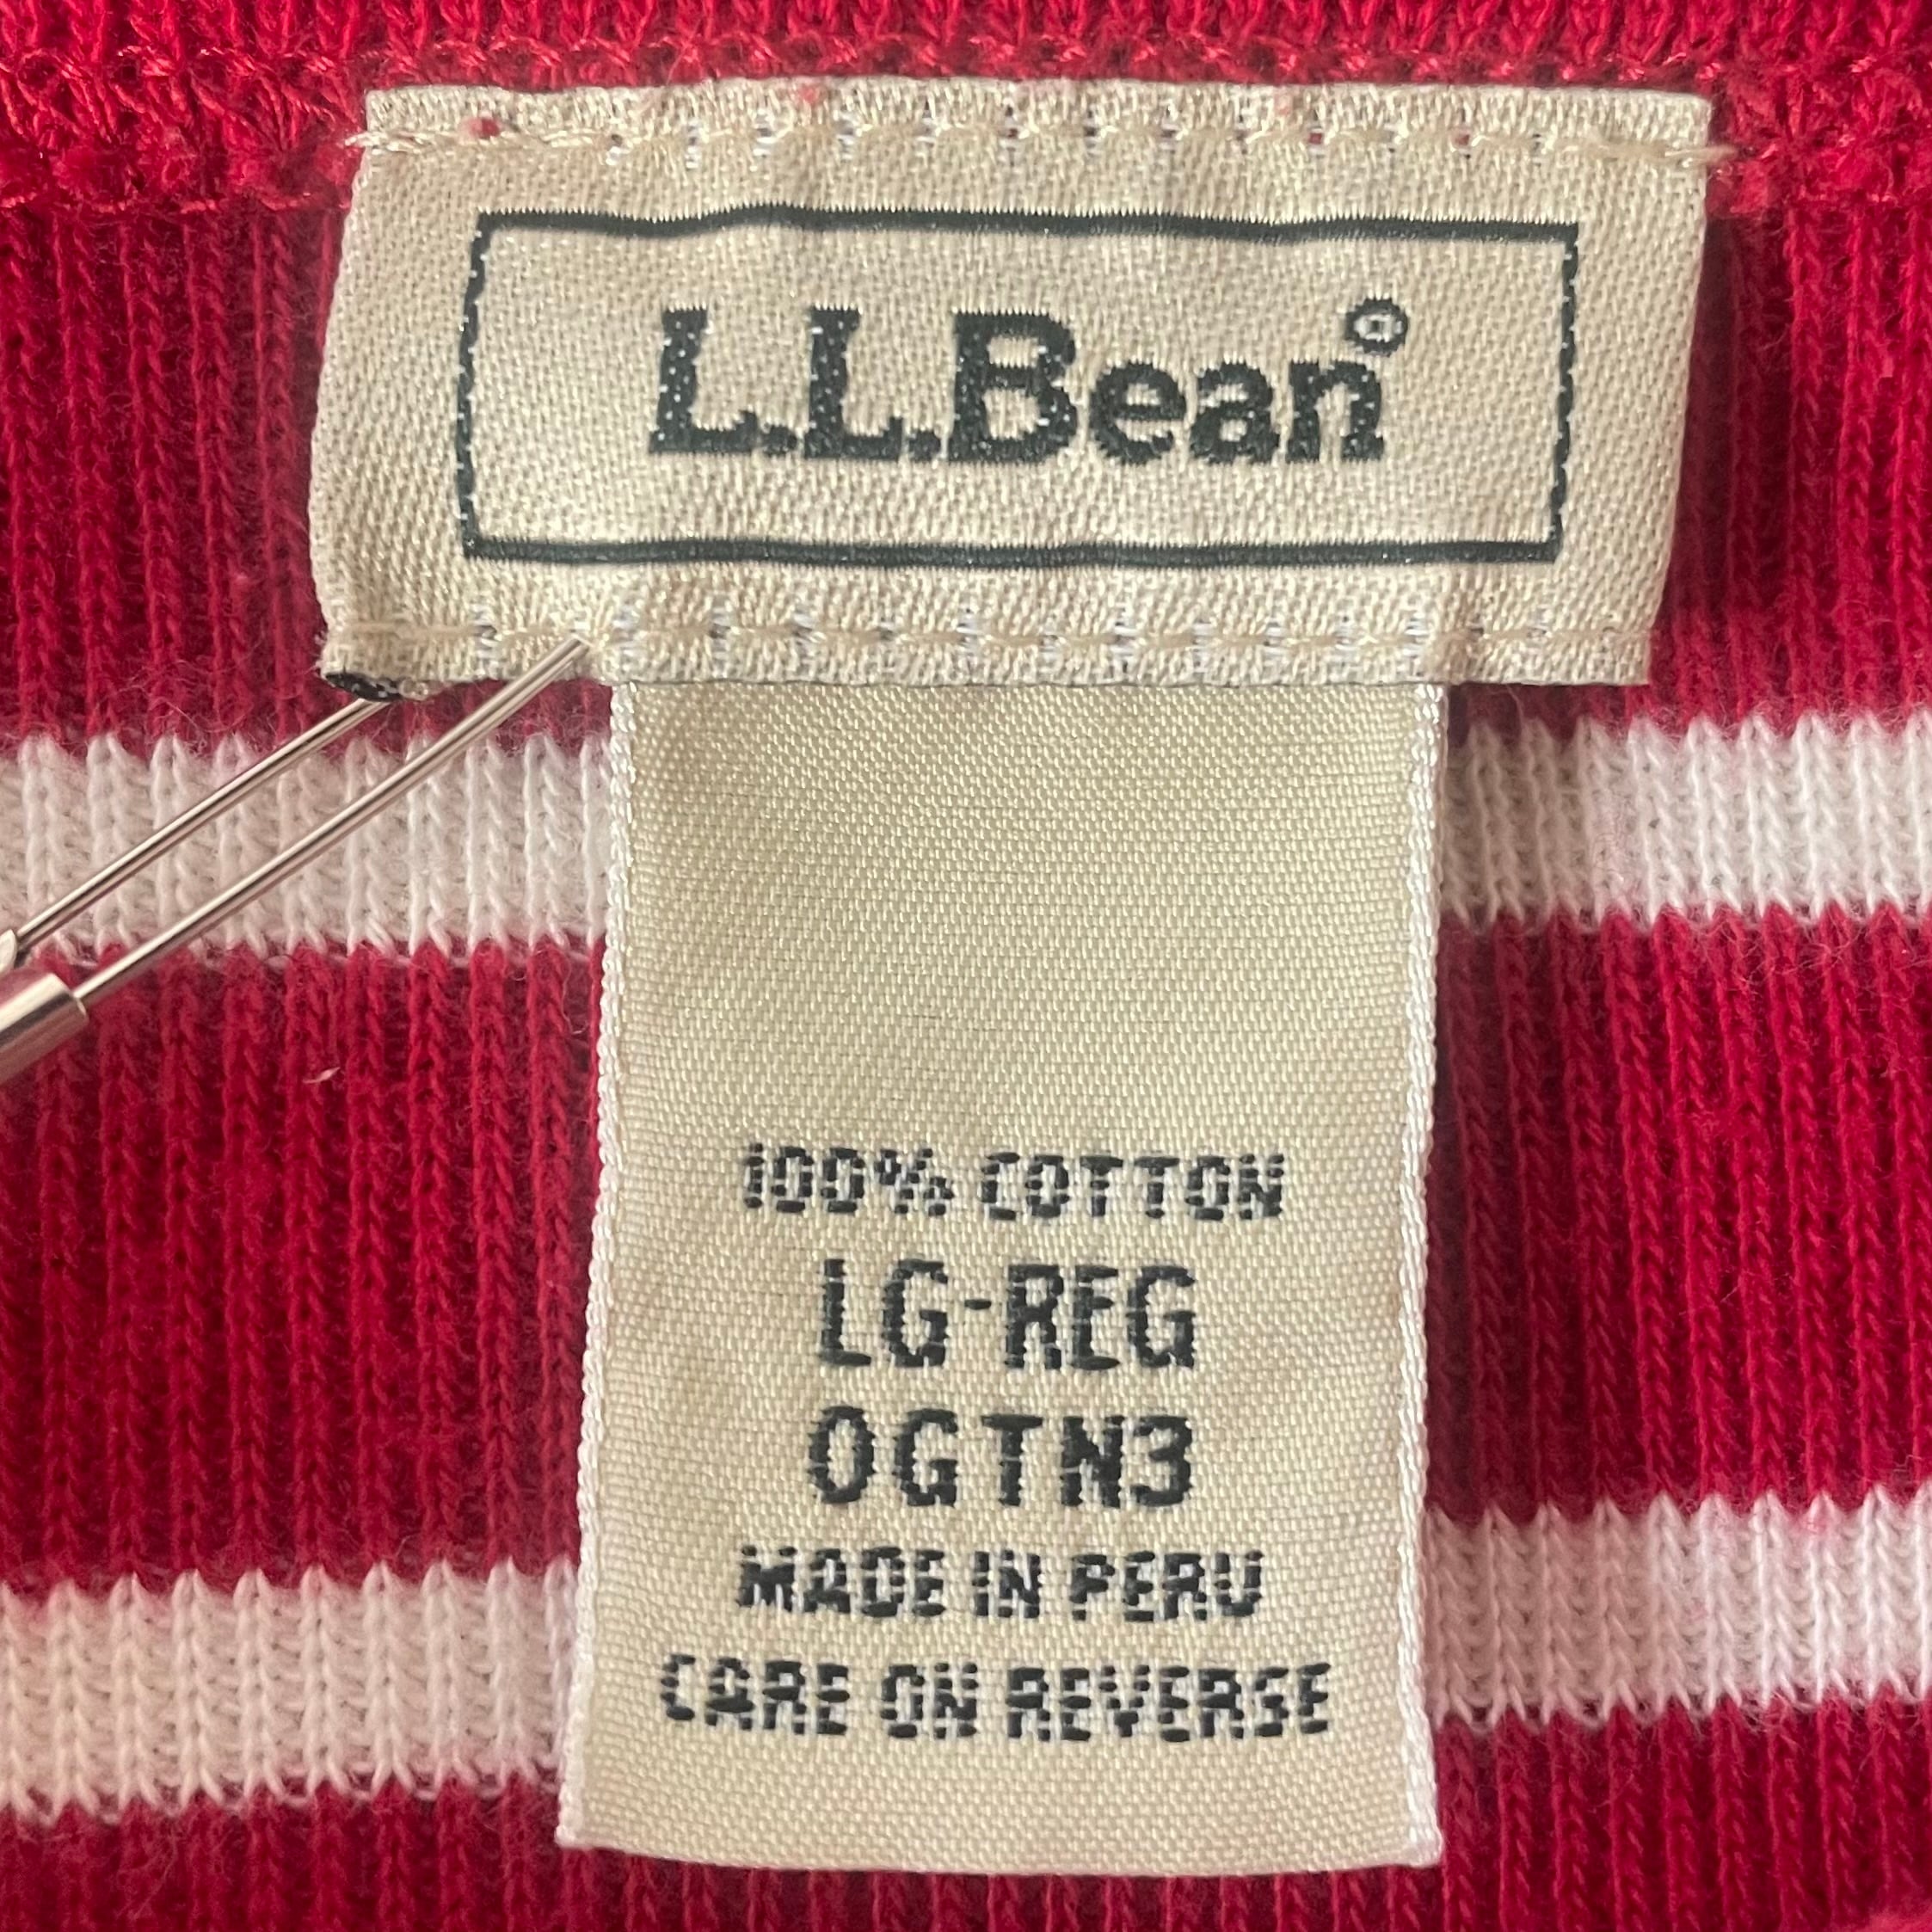 L.L.Bean®
100% COTTON
LG-REG
0GTN3
MADE IN PERU
CARE ON REVERSE